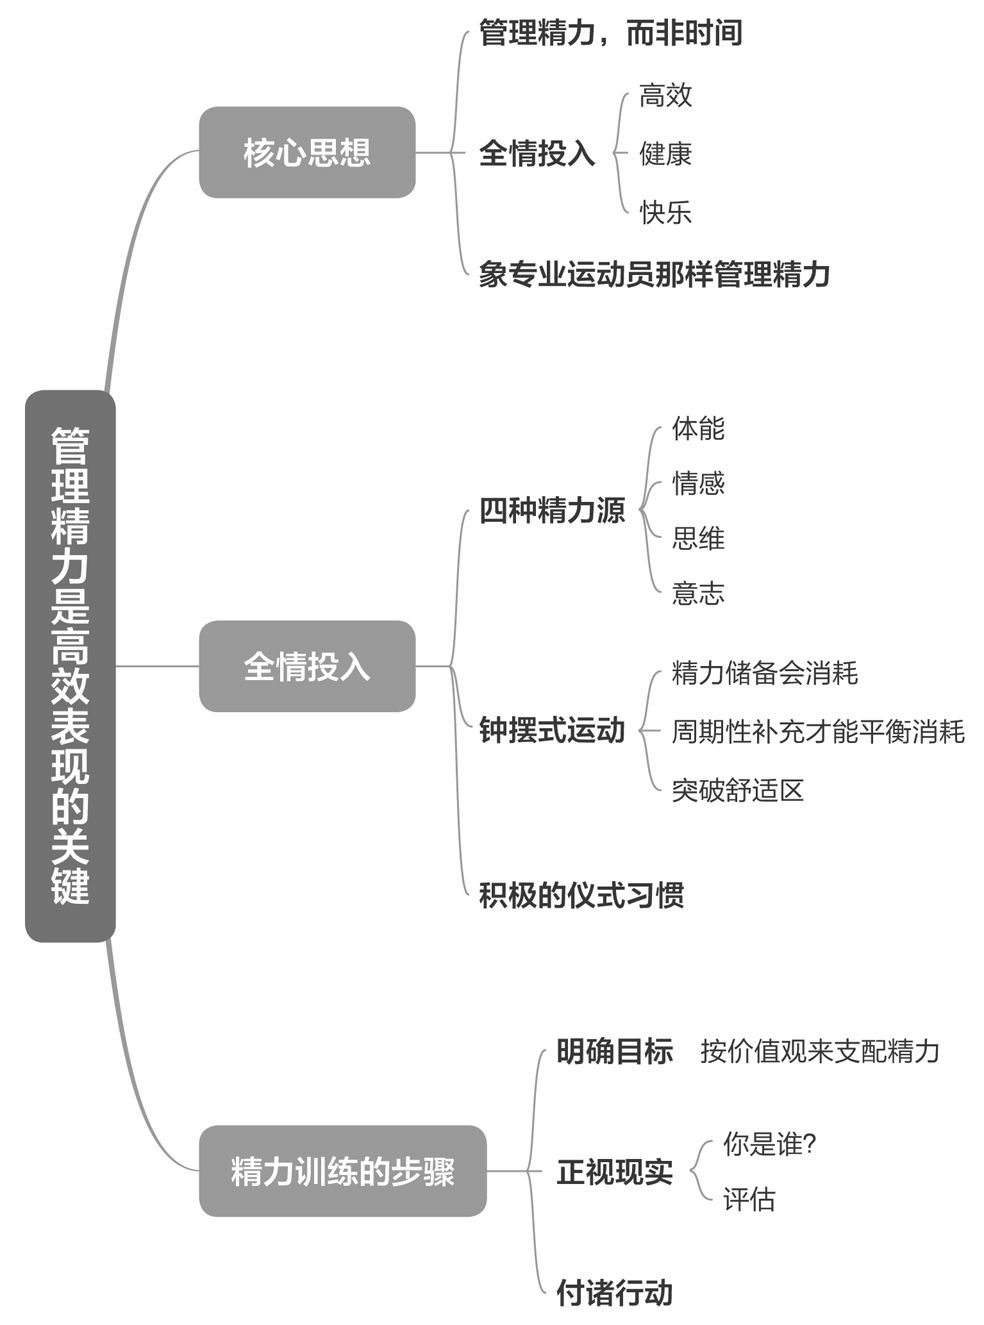 管理精力是高效表现的关键
核心思想
管理精力，而非时间
全情投入
高效
健康
快乐
象专业运动员那样管理精力
全情投入
四种精力源
体能
情感
思维
意志
钟摆式运动
精力储备会消耗
周期性补充才能平衡消耗
突破舒适区
积极的仪式习惯
精力训练的步骤
明确目标
按价值观来支配精力
正视现实
你是谁?
评估
付诸行动